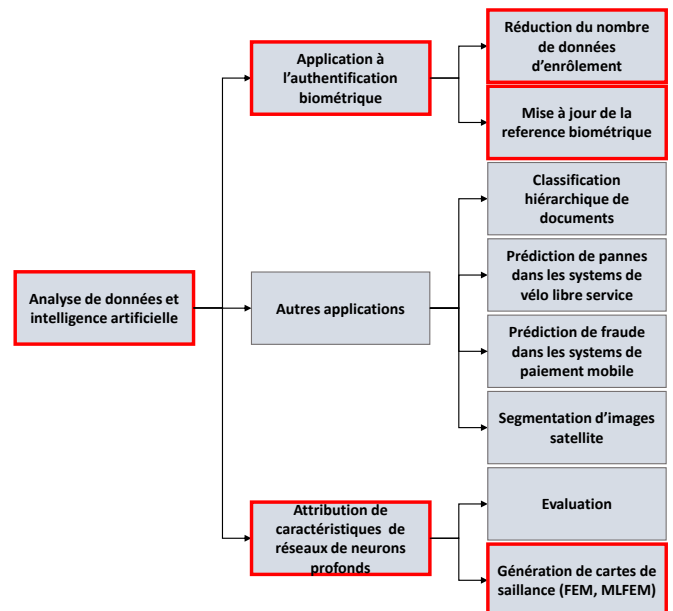 Réduction du nombre
de données
d'enrôlement
Application à
l'authentification
biométrique
Mise à jour de la
reference biométrique
Classification
hiérarchique de
documents
Prédiction de pannes
dans les systems de
vélo libre service
Analyse de données et
intelligence artificielle
Autres applications
Prédiction de fraude
dans les systems de
paiement mobile
Segmentation d'images
satellite
Attribution de
caractéristiques de
réseaux de neurons
profonds
Evaluation
Génération de cartes de
saillance (FEM, MLFEM)